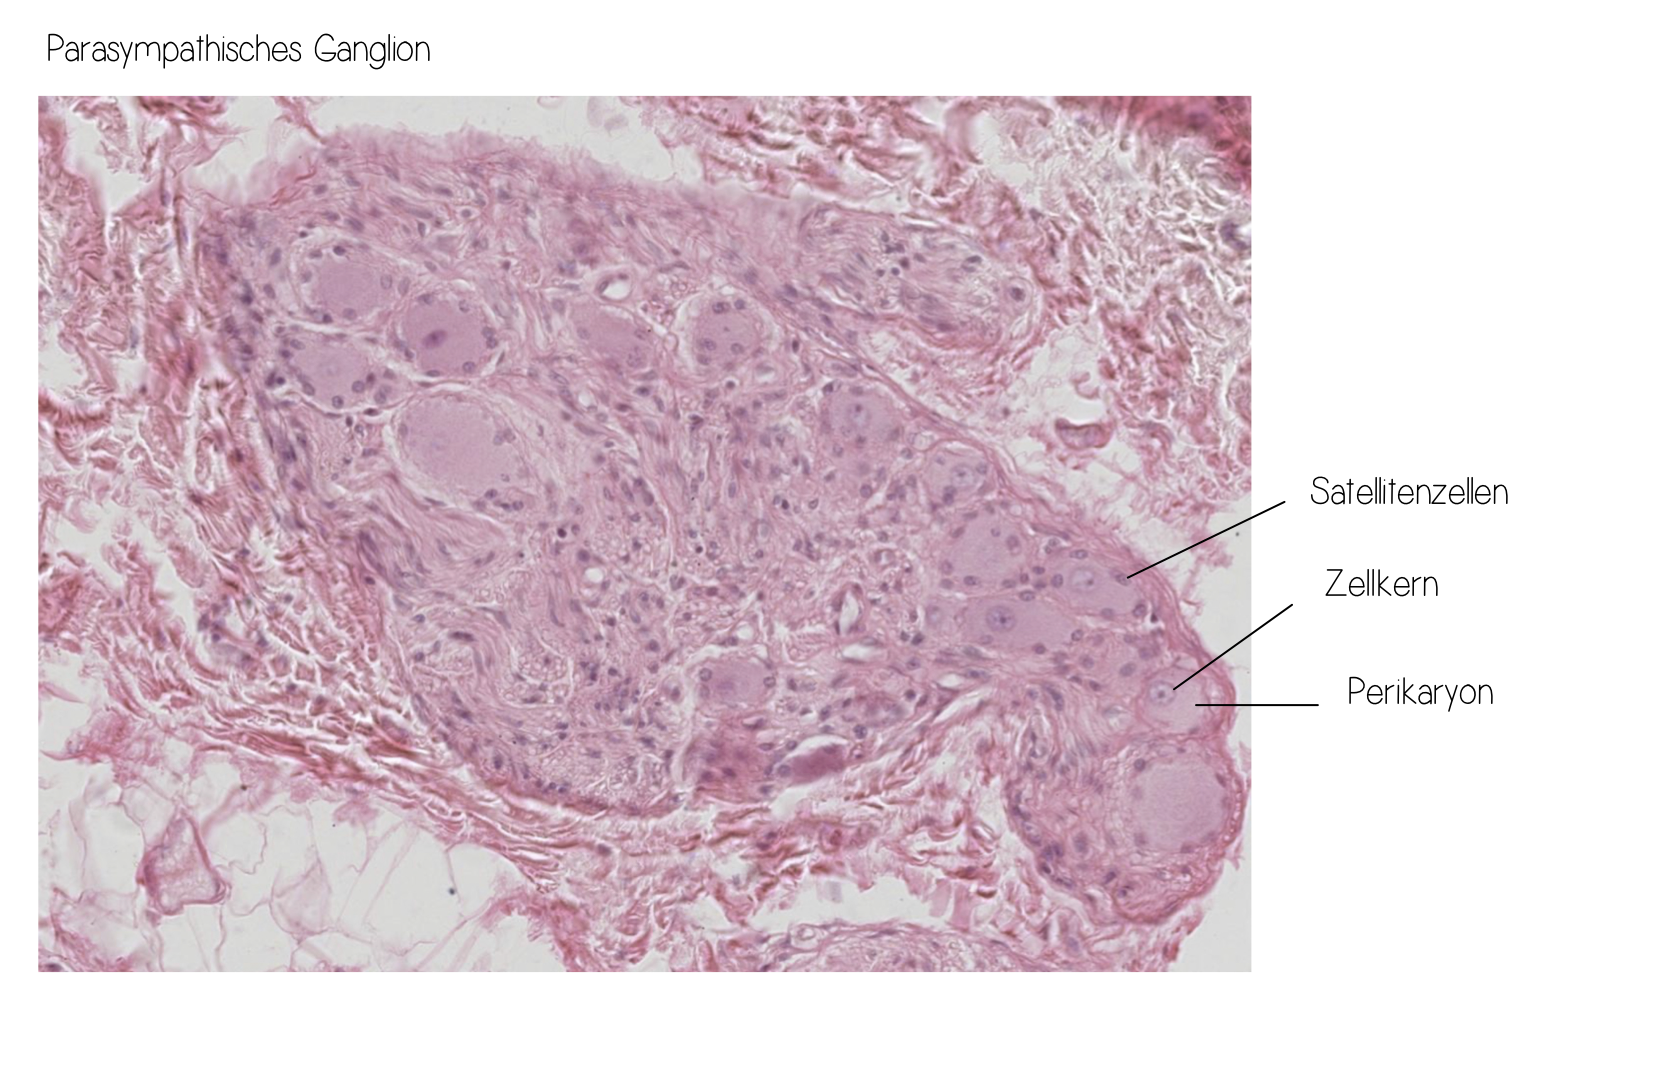 Parasympathisches Ganglion
Satellitenzellen
Zellkern
Perikaryon